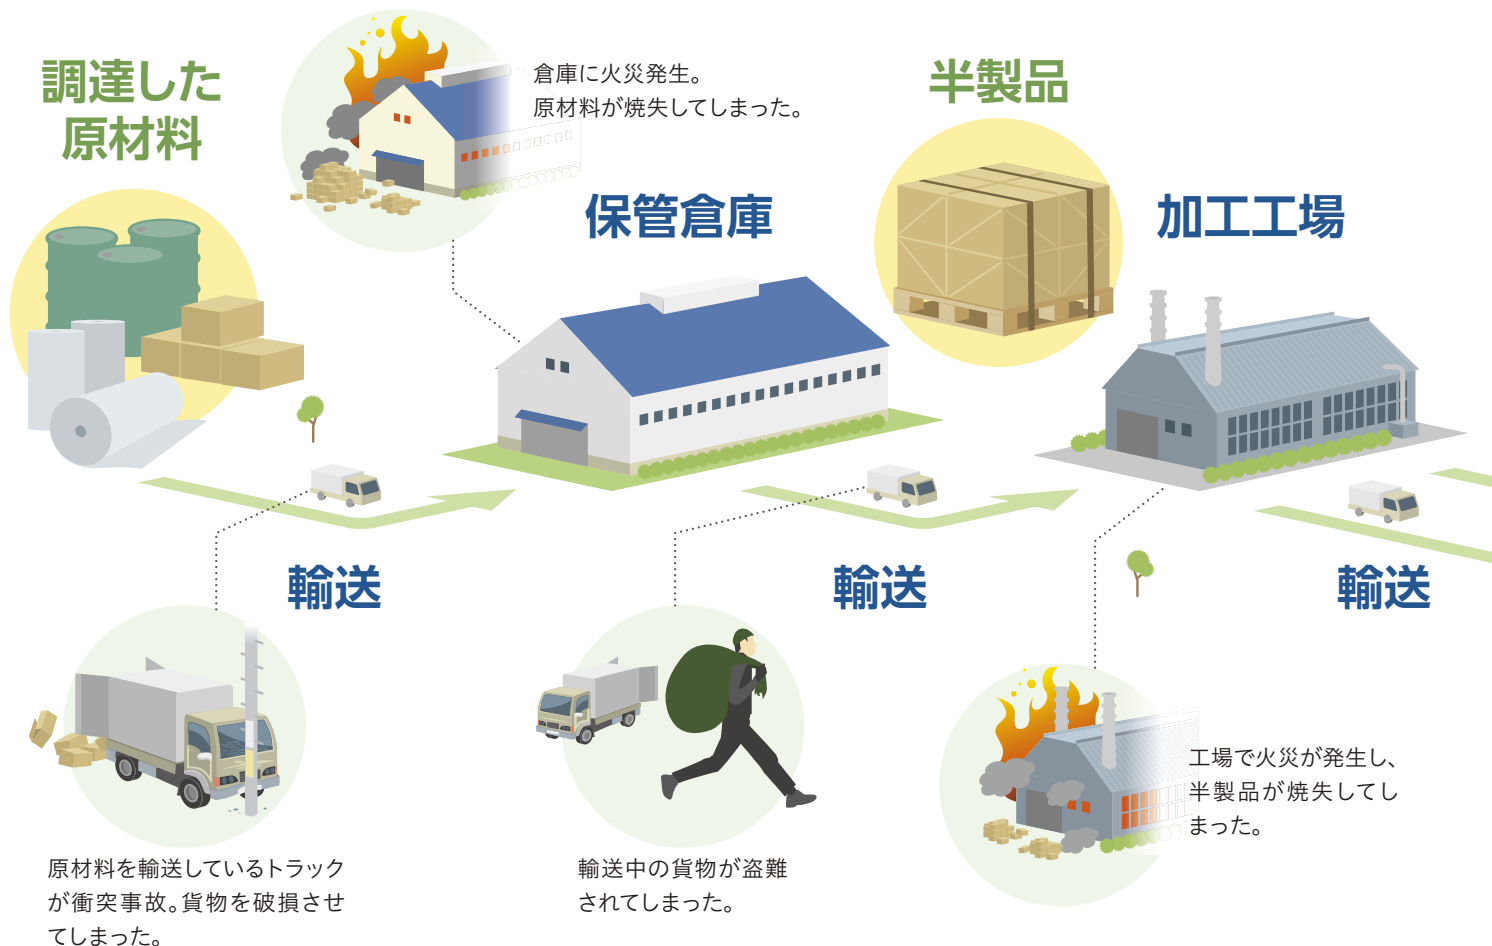 調達した
原材料
倉庫に火災発生。
原材料が焼失してしまった。
保管倉庫
半製品
加工工場
輸送
輸送
輸送
原材料を輸送しているトラック
が衝突事故。貨物を破損させ
てしまった。
輸送中の貨物が盗難
されてしまった。
工場で火災が発生し、
半製品が焼失してし
まった。